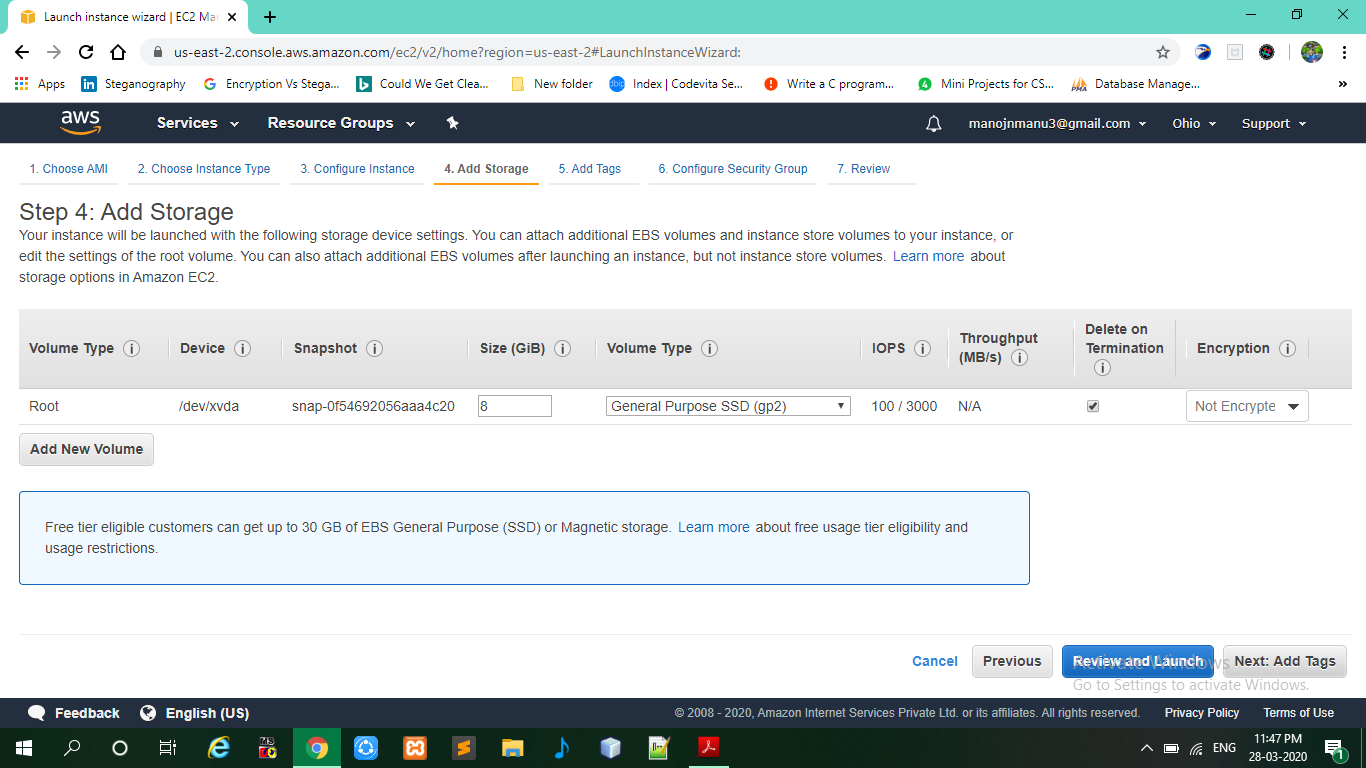 Launch instance wizard | EC2 Ma
us-east-2.console.aws.amazon.com/ec2/v2/home?region=us-east-2#LaunchInstanceWizard:
Apps Steganography Encryption Vs Stega... Could We Get Clea... New folder Index | Codevita Se... Write a C program... Mini Projects for CS... Database Manage... »
aws Services Resource Groups manojnmanu3@gmail.com Ohio Support
1. Choose AMI 2. Choose Instance Type 3. Configure Instance 4. Add Storage 5. Add Tags 6. Configure Security Group 7. Review
Step 4: Add Storage
Your instance will be launched with the following storage device settings. You can attach additional EBS volumes and instance store volumes to your instance, or
edit the settings of the root volume. You can also attach additional EBS volumes after launching an instance, but not instance store volumes. Learn more about
storage options in Amazon EC2.
Volume Type i Device i Snapshot i Size (GiB) i Volume Type i IOPS i Throughput (MB/s) i Delete on Termination i Encryption i
Root /dev/xvda snap-0f54692056aaa4c20 8 General Purpose SSD (gp2) 100 / 3000 N/A Not Encrypte
Add New Volume
Free tier eligible customers can get up to 30 GB of EBS General Purpose (SSD) or Magnetic storage. Learn more about free usage tier eligibility and
usage restrictions.
Cancel Previous Review and Launch Next: Add Tags
Activate Windows
Go to Settings to activate Windows.
Feedback English (US) © 2008 - 2020, Amazon Internet Services Private Ltd. or its affiliates. All rights reserved. Privacy Policy Terms of Use
ENG 11:47 PM
28-03-2020 1